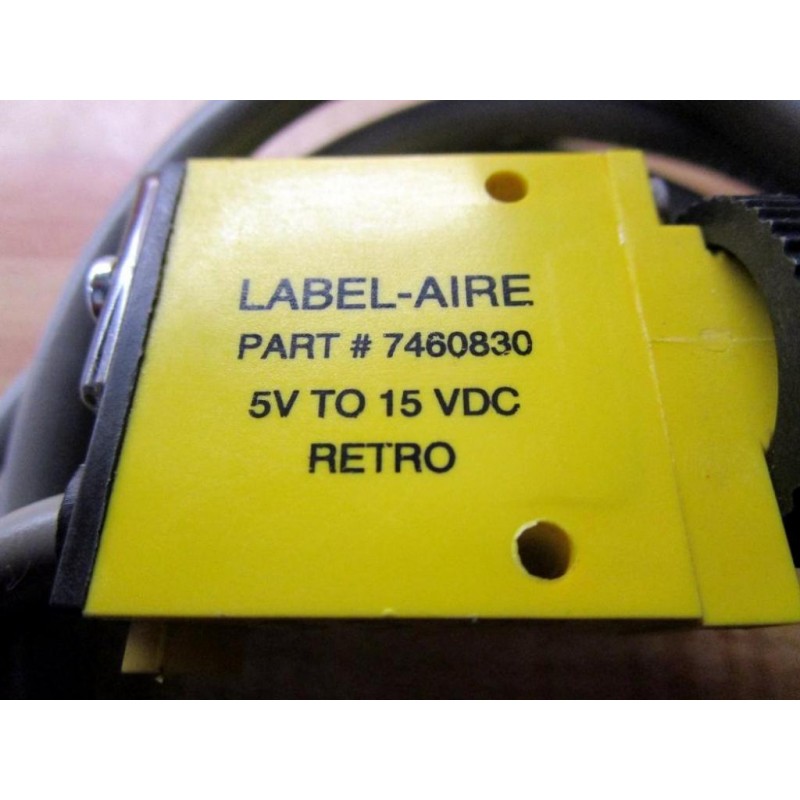 LABEL-AIRE
PART # 7460830
5V TO 15 VDC
RETRO